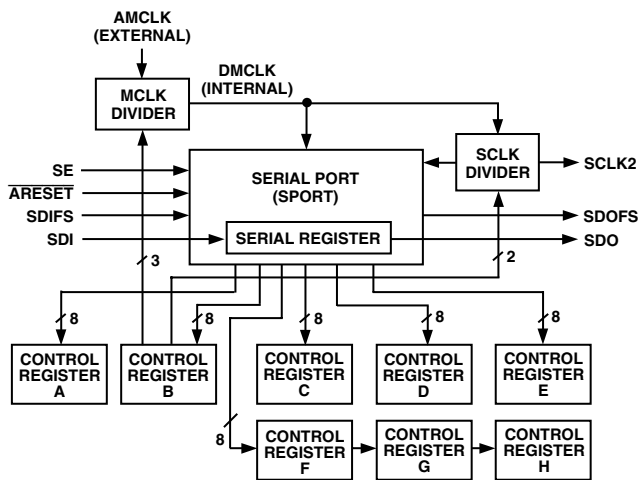 AMCLK
(EXTERNAL)
DMCLK
(INTERNAL)
MCLK
DIVIDER
SE
ARESET
SDIFS
SDI
SERIAL PORT
(SPORT)
SERIAL REGISTER
SCLK
DIVIDER
SCLK2
SDOFS
SDO
3
2
8
8
8
8
8
CONTROL
REGISTER
A
CONTROL
REGISTER
B
CONTROL
REGISTER
C
CONTROL
REGISTER
D
CONTROL
REGISTER
E
8
CONTROL
REGISTER
F
CONTROL
REGISTER
G
CONTROL
REGISTER
H